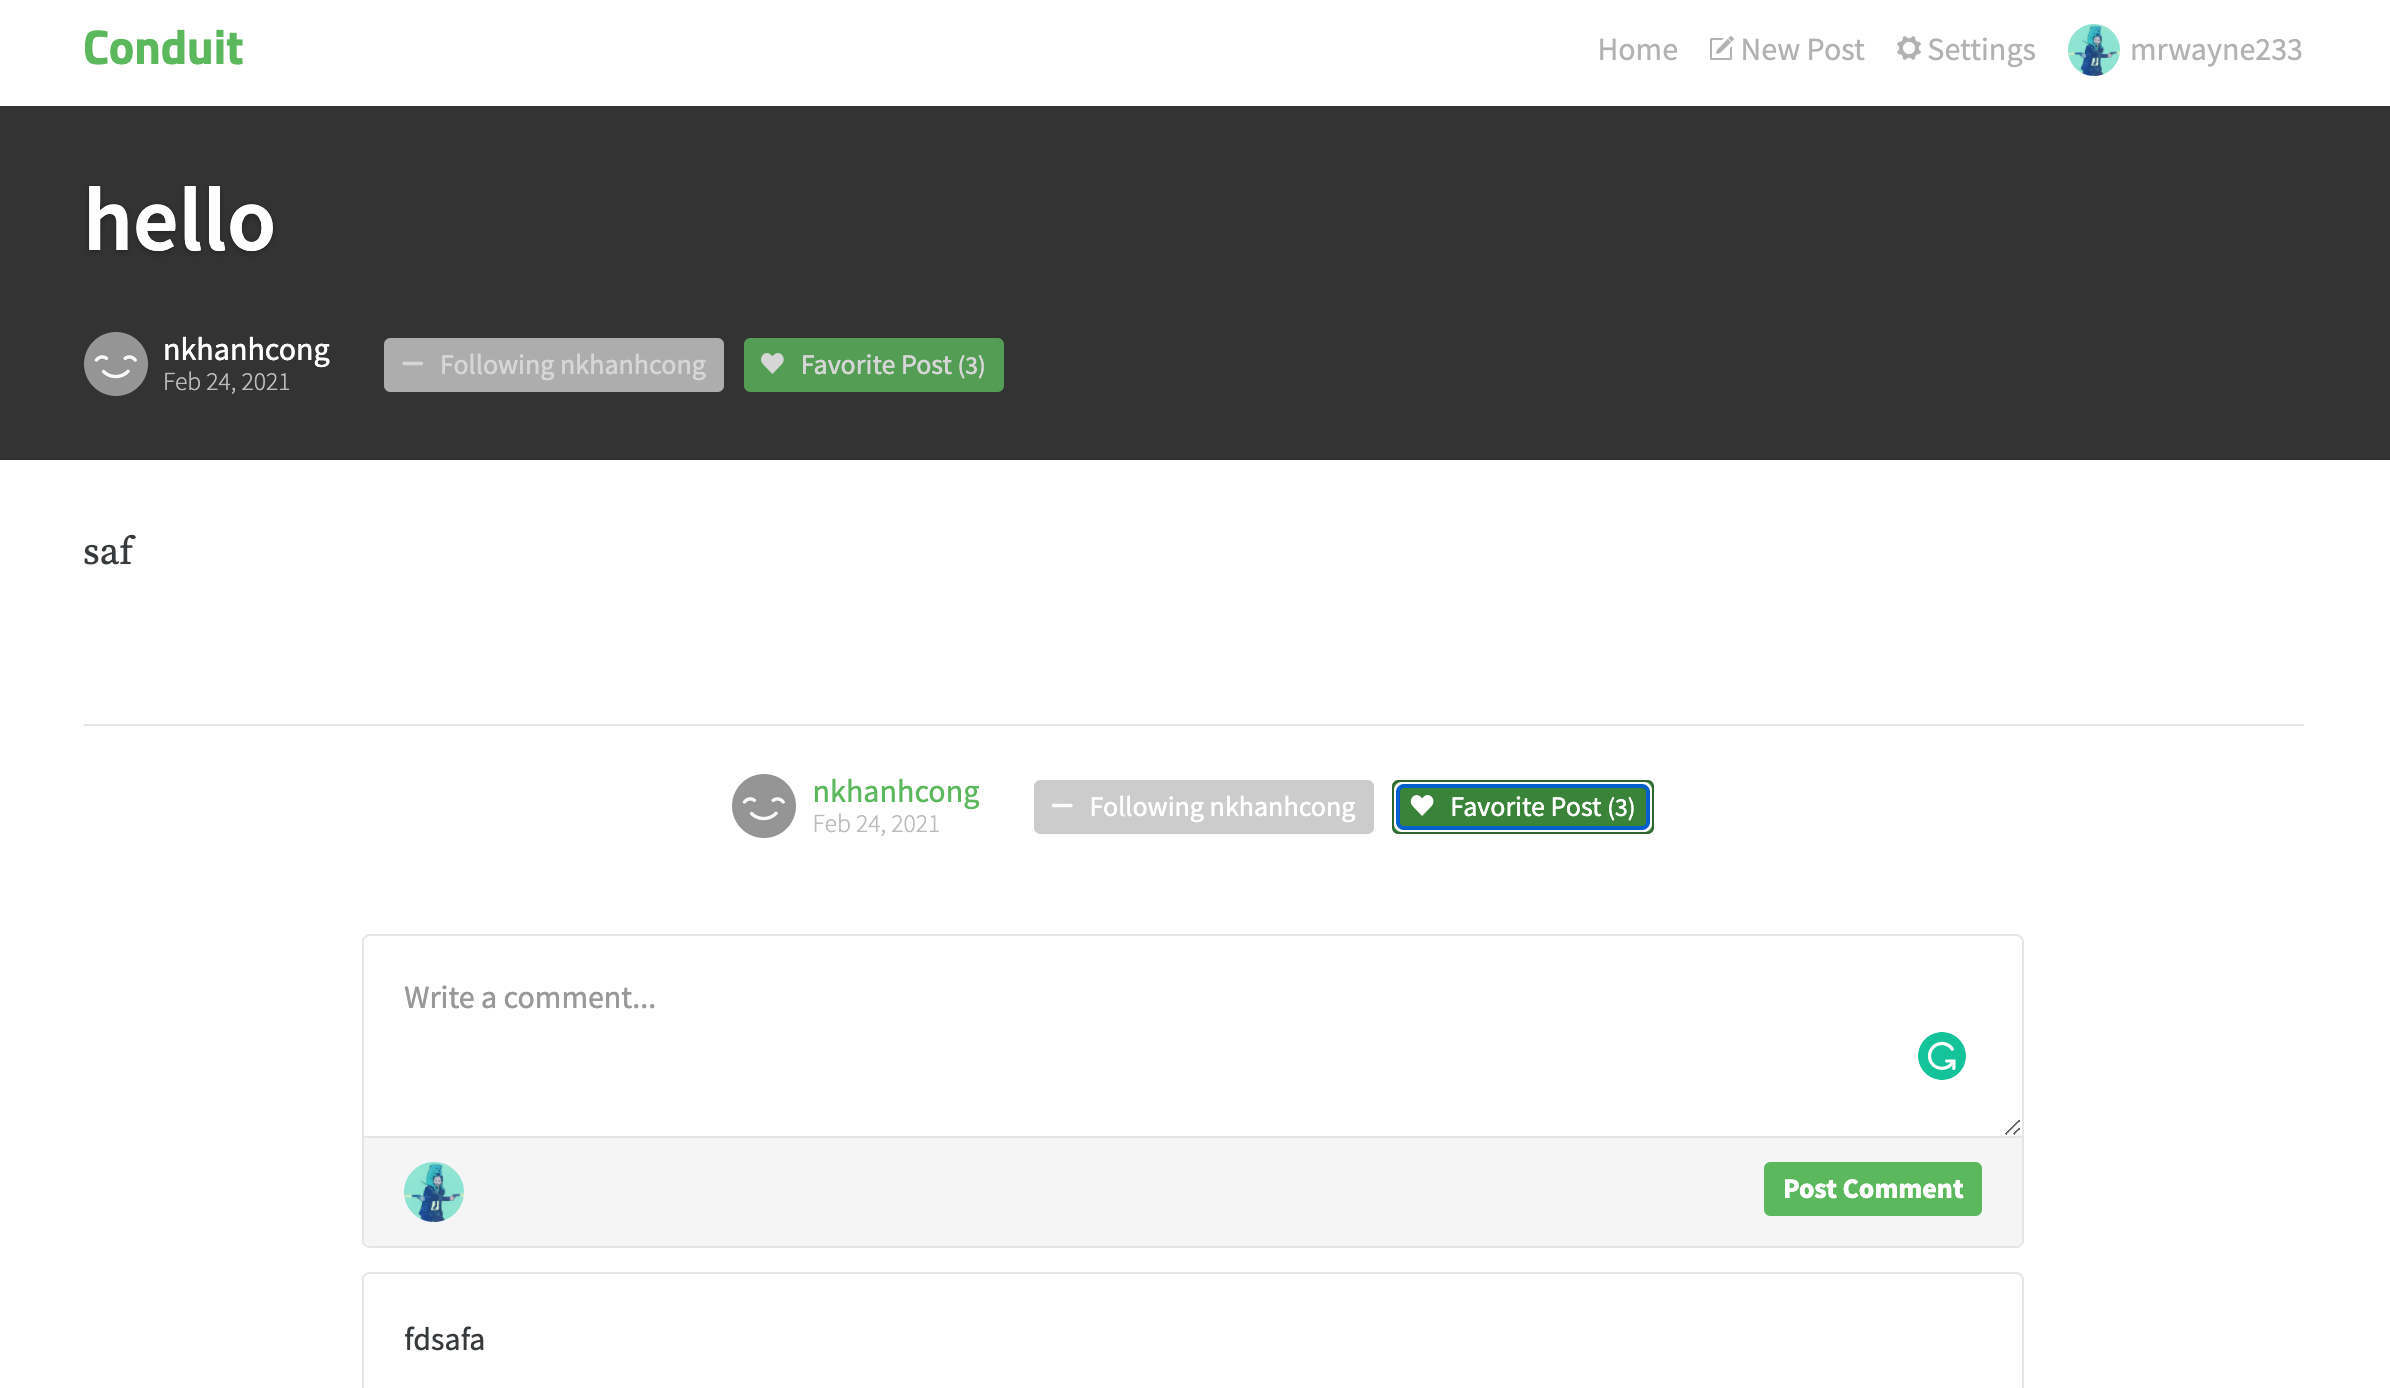 Conduit
Home New Post Settings mrwayne233
hello
nkhanhcong
Feb 24, 2021
Following nkhanhcong
Favorite Post (3)
saf
nkhanhcong
Feb 24, 2021
Following nkhanhcong
Favorite Post (3)
Write a comment...
Post Comment
fdsafa